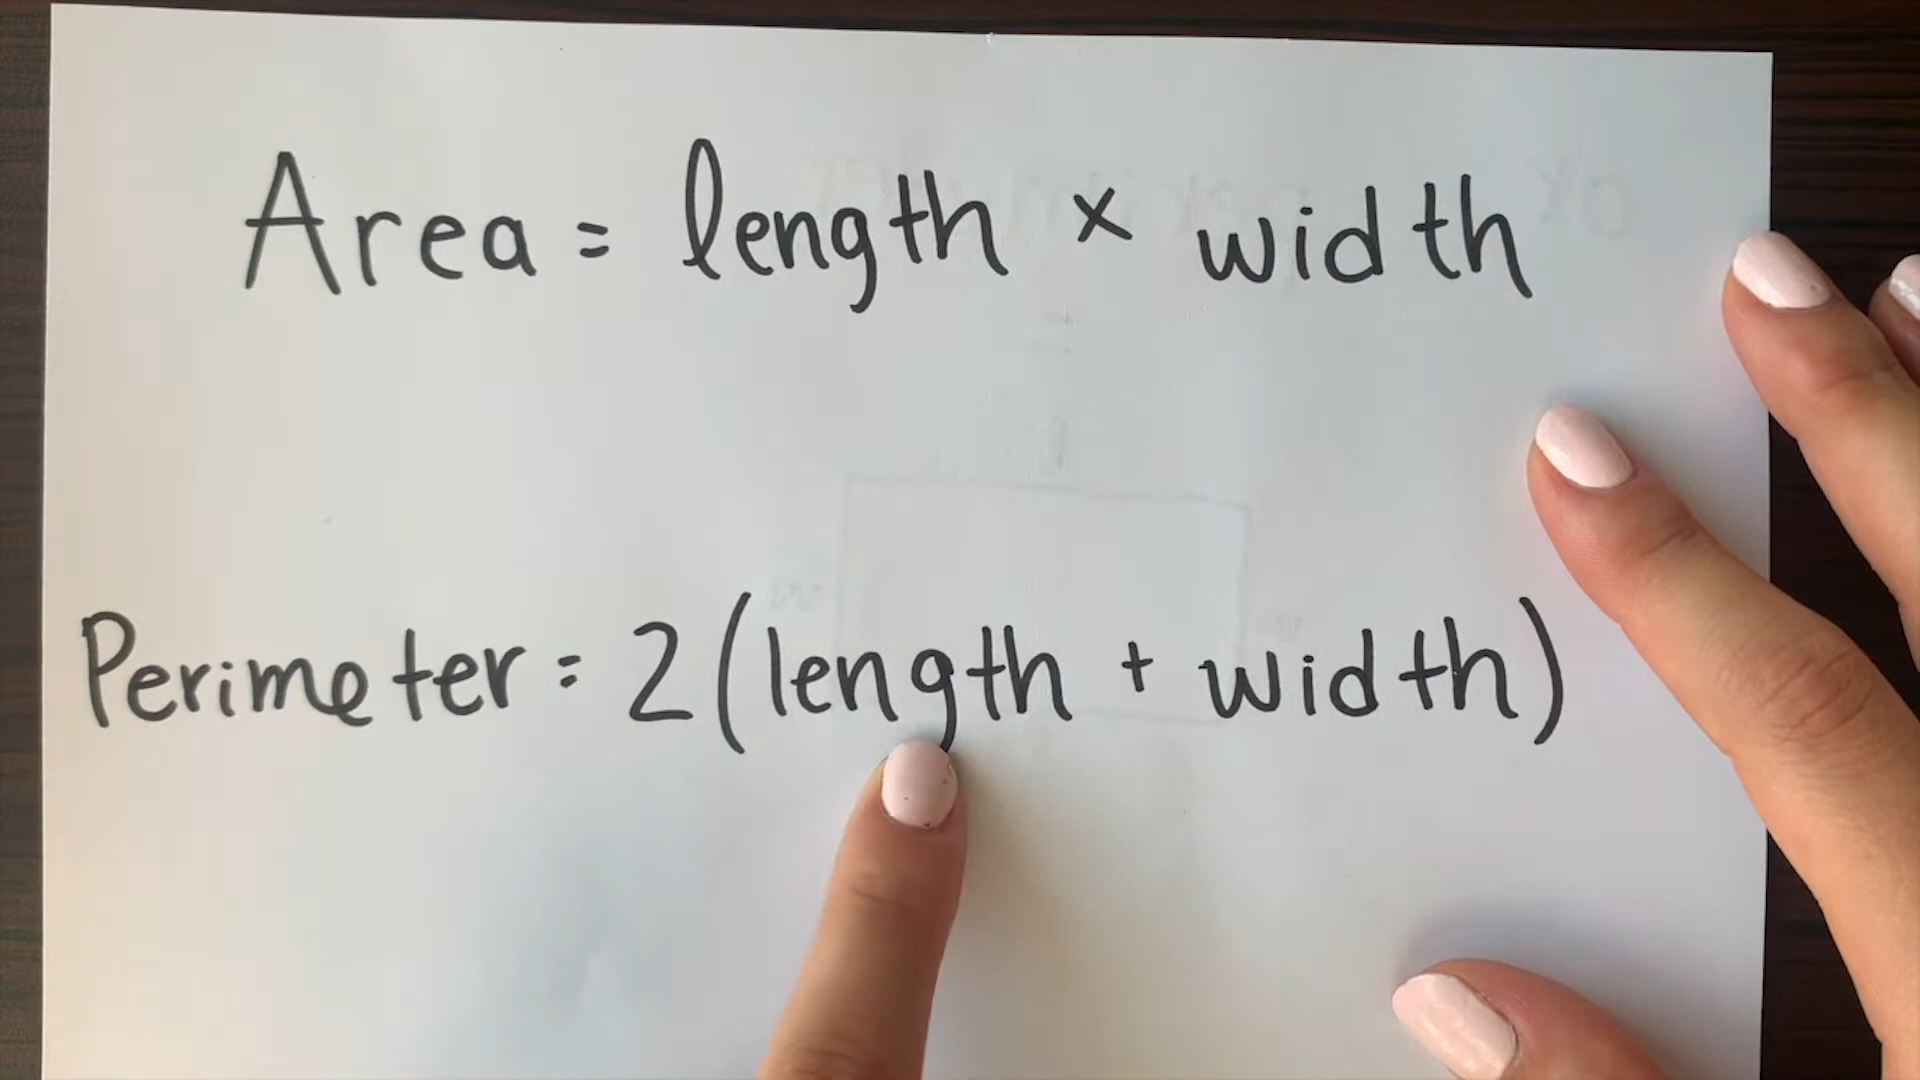 Area = length x width
Perimeter = 2(length + width)